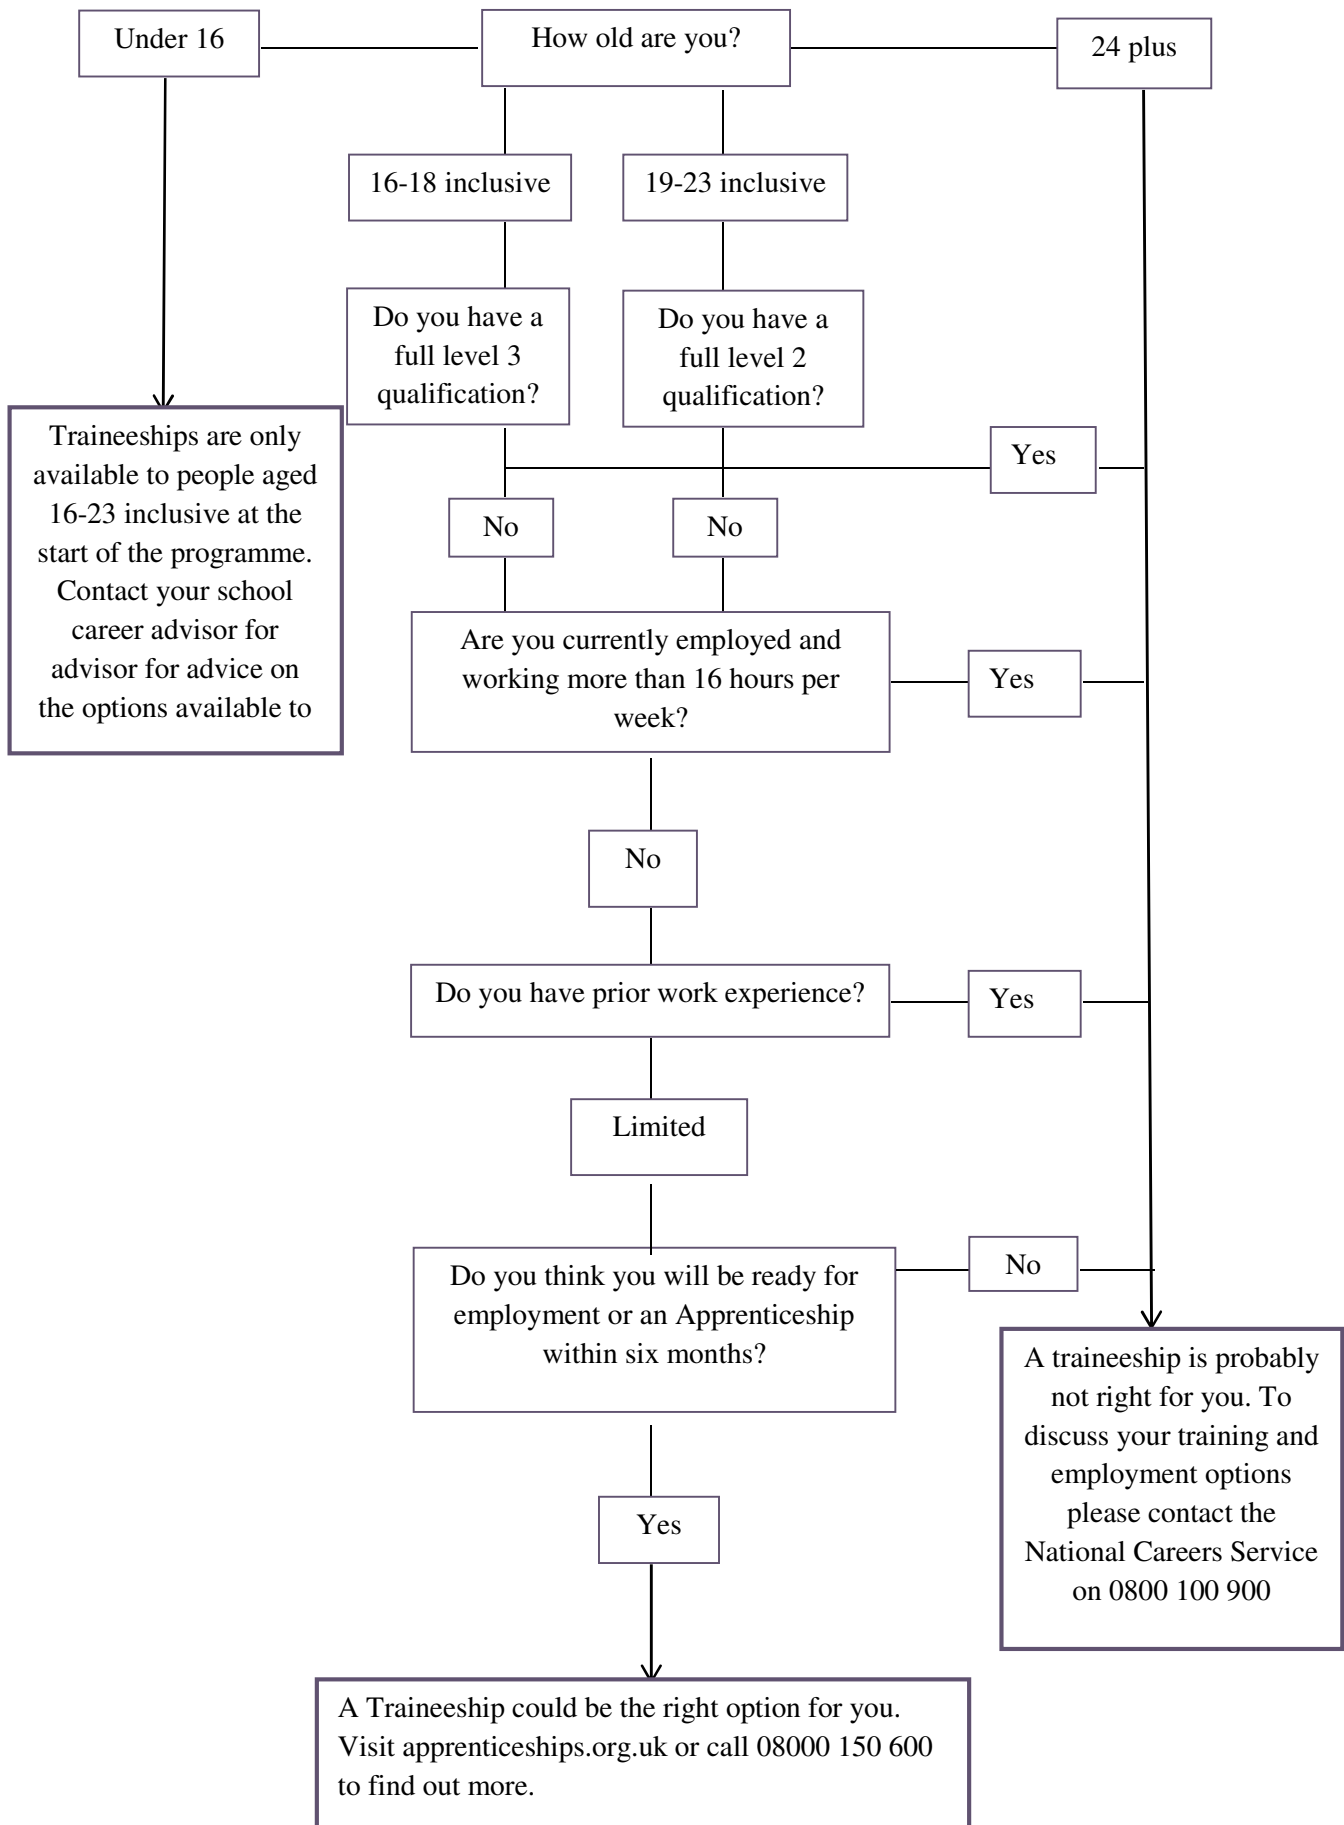 Under 16
How old are you?
24 plus
16-18 inclusive
19-23 inclusive
Do you have a
full level 3
qualification?
Do you have a
full level 2
qualification?
Traineeships are only
available to people aged
16-23 inclusive at the
start of the programme.
Contact your school
career advisor for
advisor for advice on
the options available to
Yes
No
No
Are you currently employed and
working more than 16 hours per
week?
Yes
No
Do you have prior work experience?
Yes
Limited
Do you think you will be ready for
employment or an Apprenticeship
within six months?
No
A traineeship is probably
not right for you. To
discuss your training and
employment options
please contact the
National Careers Service
on 0800 100 900
Yes
A Traineeship could be the right option for you.
Visit apprenticeships.org.uk or call 08000 150 600
to find out more.